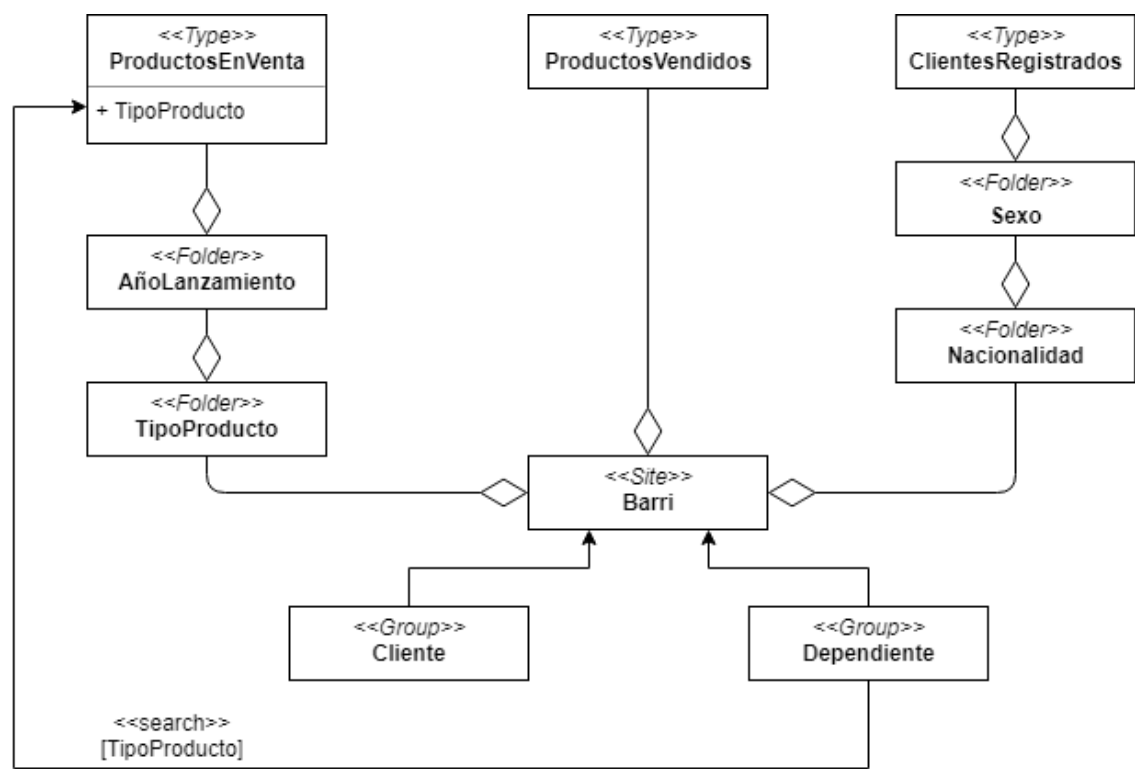 <<Type>>
ProductosEnVenta
+ TipoProducto
<<Type>>
ProductosVendidos
<<Type>>
ClientesRegistrados
<<Folder>>
Sexo
<<Folder>>
AñoLanzamiento
<<Folder>>
Nacionalidad
<<Folder>>
TipoProducto
<<Site>>
Barri
<<Group>>
Cliente
<<Group>>
Dependiente
<<search>>
[TipoProducto]